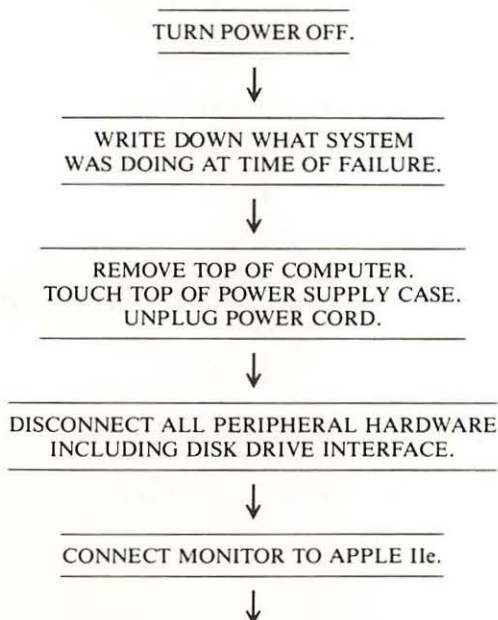 TURN POWER OFF.
WRITE DOWN WHAT SYSTEM
WAS DOING AT TIME OF FAILURE.
REMOVE TOP OF COMPUTER.
TOUCH TOP OF POWER SUPPLY CASE.
UNPLUG POWER CORD.
DISCONNECT ALL PERIPHERAL HARDWARE
INCLUDING DISK DRIVE INTERFACE.
CONNECT MONITOR TO APPLE IIe.